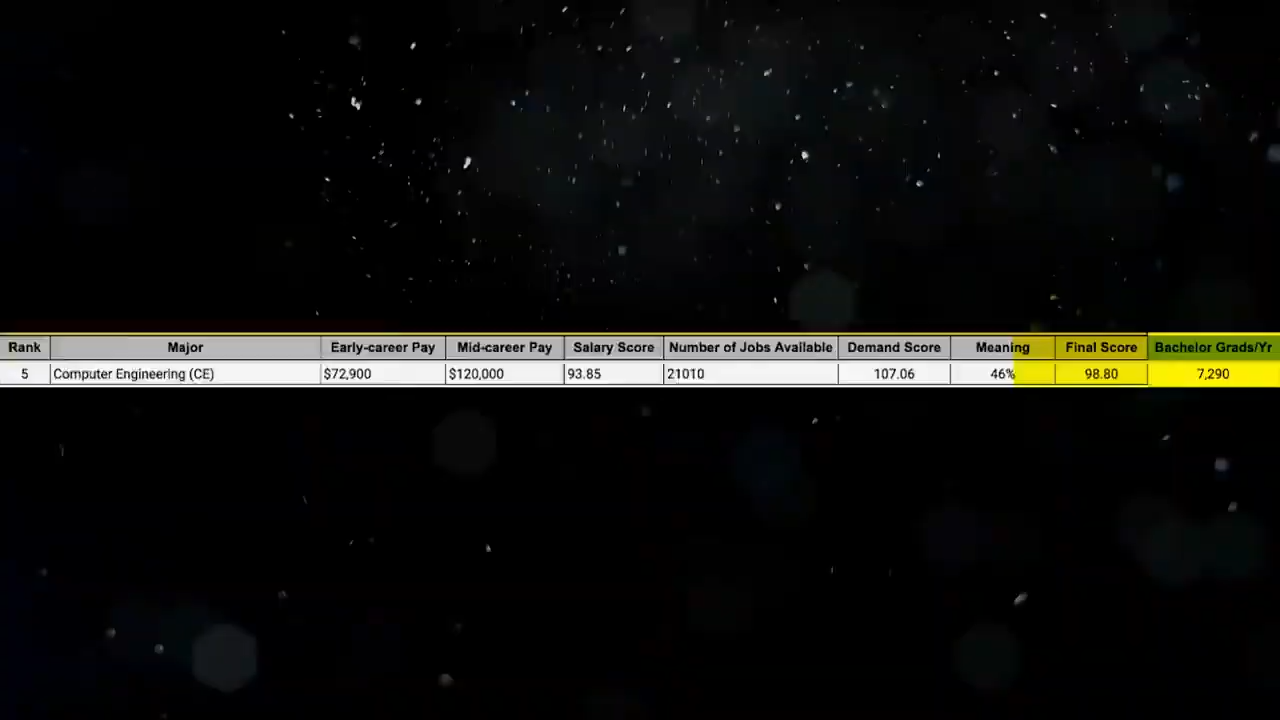 Rank Major Early-career Pay Mid-career Pay Salary Score Number of Jobs Available Demand Score Meaning Final Score Bachelor Grads/Yr
5 Computer Engineering (CE) $72,900 $120,000 93.85 21010 107.06 46% 98.80 7,290